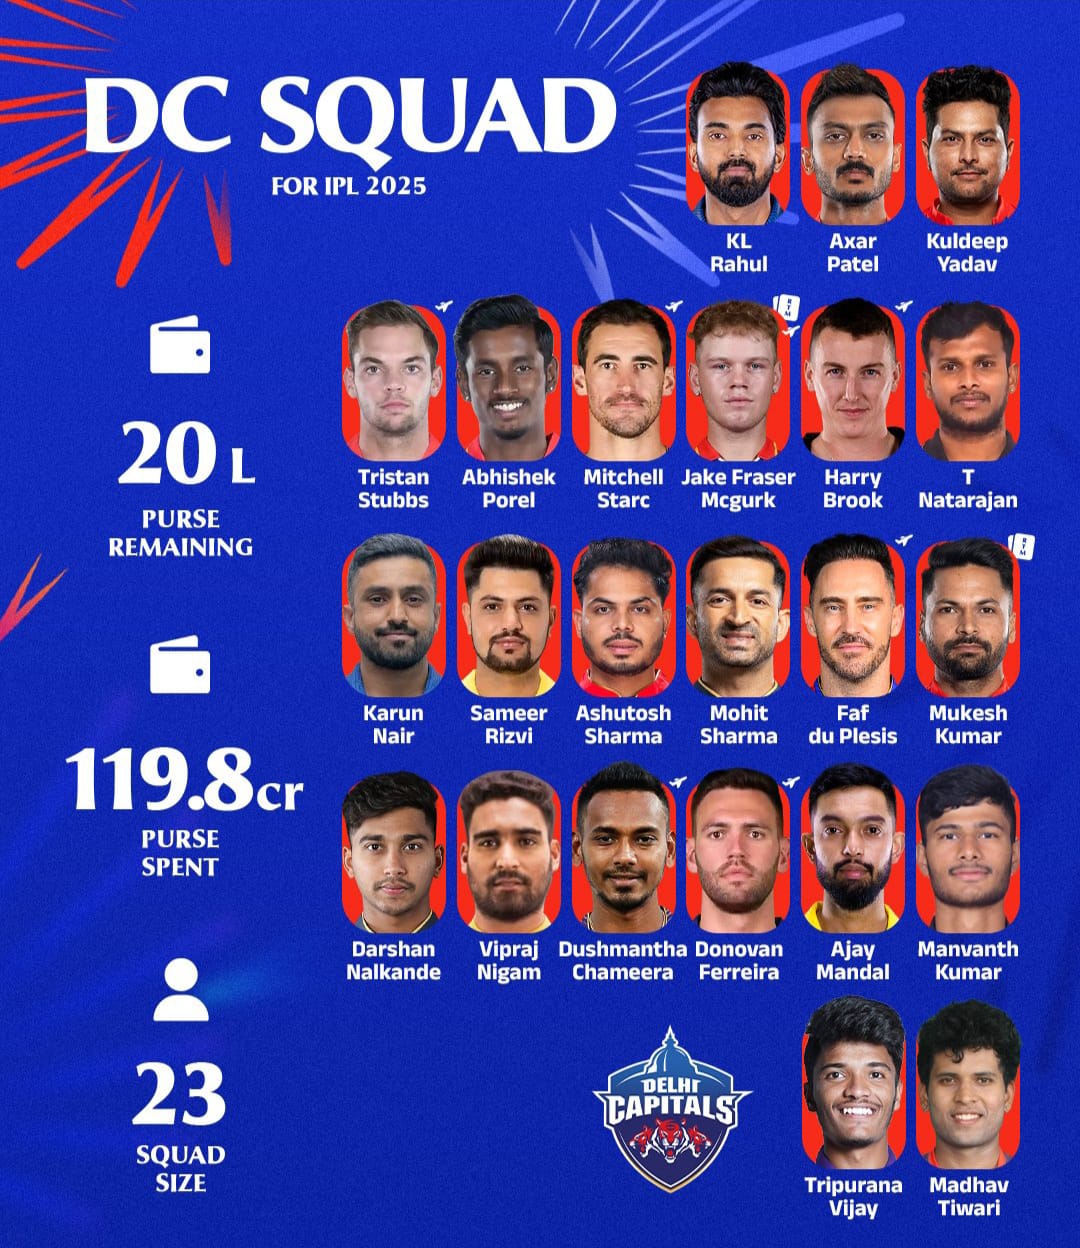 DC SQUAD
FOR IPL 2025
KL
Rahul
Axar
Patel
Kuldeep
Yadav
20 L
PURSE
REMAINING
RTM
Tristan
Stubbs
Abhishek
Porel
Mitchell
Starc
Jake Fraser
Mcgurk
Harry
Brook
T
Natarajan
119.8cr
PURSE
SPENT
RTM
Karun
Nair
Sameer
Rizvi
Ashutosh
Sharma
Mohit
Sharma
Faf
du Plesis
Mukesh
Kumar
Darshan
Nalkande
Vipraj
Nigam
Dushmantha
Chameera
Donovan
Ferreira
Ajay
Mandal
Manvanth
Kumar
23
SQUAD
SIZE
DELHI
CAPITALS
Tripurana
Vijay
Madhav
Tiwari